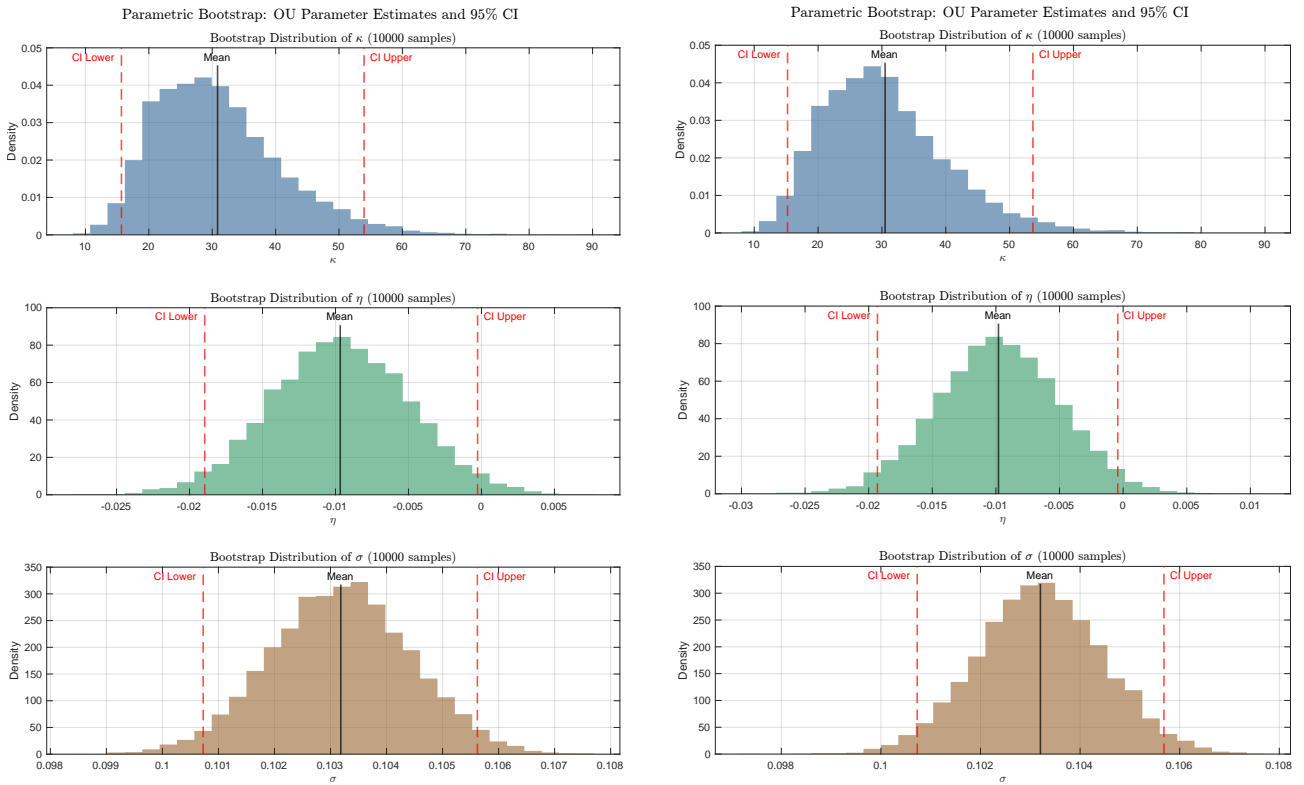 Parametric Bootstrap: OU Parameter Estimates and 95% CI
Bootstrap Distribution of κ (10000 samples)
CI Lower
Mean
CI Upper
0.05
0.04
0.03
0.02
0.01
0
Density
10 20 30 40 50 60 70 80 90
κ
Bootstrap Distribution of η (10000 samples)
CI Lower
Mean
CI Upper
100
80
60
40
20
0
Density
-0.025 -0.02 -0.015 -0.01 -0.005 0 0.005
η
Bootstrap Distribution of σ (10000 samples)
CI Lower
Mean
CI Upper
350
300
250
200
150
100
50
0
Density
0.098 0.099 0.1 0.101 0.102 0.103 0.104 0.105 0.106 0.107 0.108
σ
Parametric Bootstrap: OU Parameter Estimates and 95% CI
Bootstrap Distribution of κ (10000 samples)
CI Lower
Mean
CI Upper
0.05
0.04
0.03
0.02
0.01
0
Density
10 20 30 40 50 60 70 80 90
κ
Bootstrap Distribution of η (10000 samples)
CI Lower
Mean
CI Upper
100
80
60
40
20
0
Density
-0.03 -0.02 -0.015 -0.01 -0.005 0 0.005 0.01
η
Bootstrap Distribution of σ (10000 samples)
CI Lower
Mean
CI Upper
350
300
250
200
150
100
50
0
Density
0.098 0.1 0.102 0.104 0.106 0.108
σ